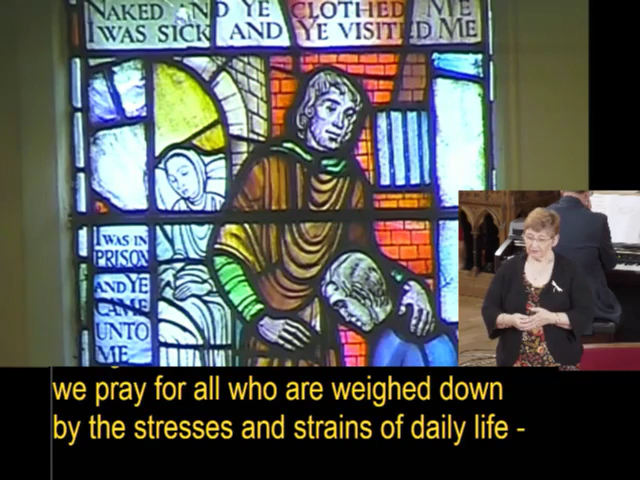 NAKED AND YE CLOTHED ME
I WAS SICK AND YE VISITED ME
I WAS IN
PRISON
AND YE
CAME
UNTO
ME
we pray for all who are weighed down
by the stresses and strains of daily life -